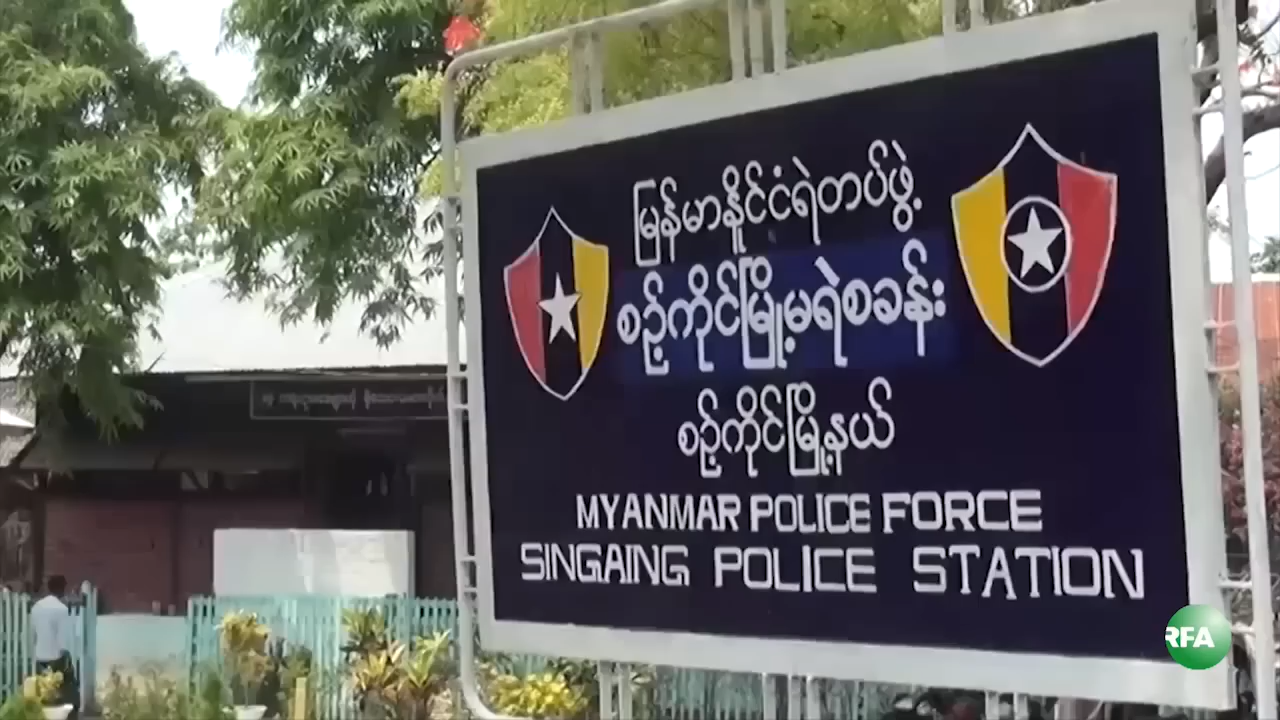 မြန်မာနိုင်ငံရဲတပ်ဖွဲ့
စဉ့်ကိုင်မြို့မရဲစခန်း
စဉ့်ကိုင်မြို့နယ်
MYANMAR POLICE FORCE
SINGAING POLICE STATION
RFA